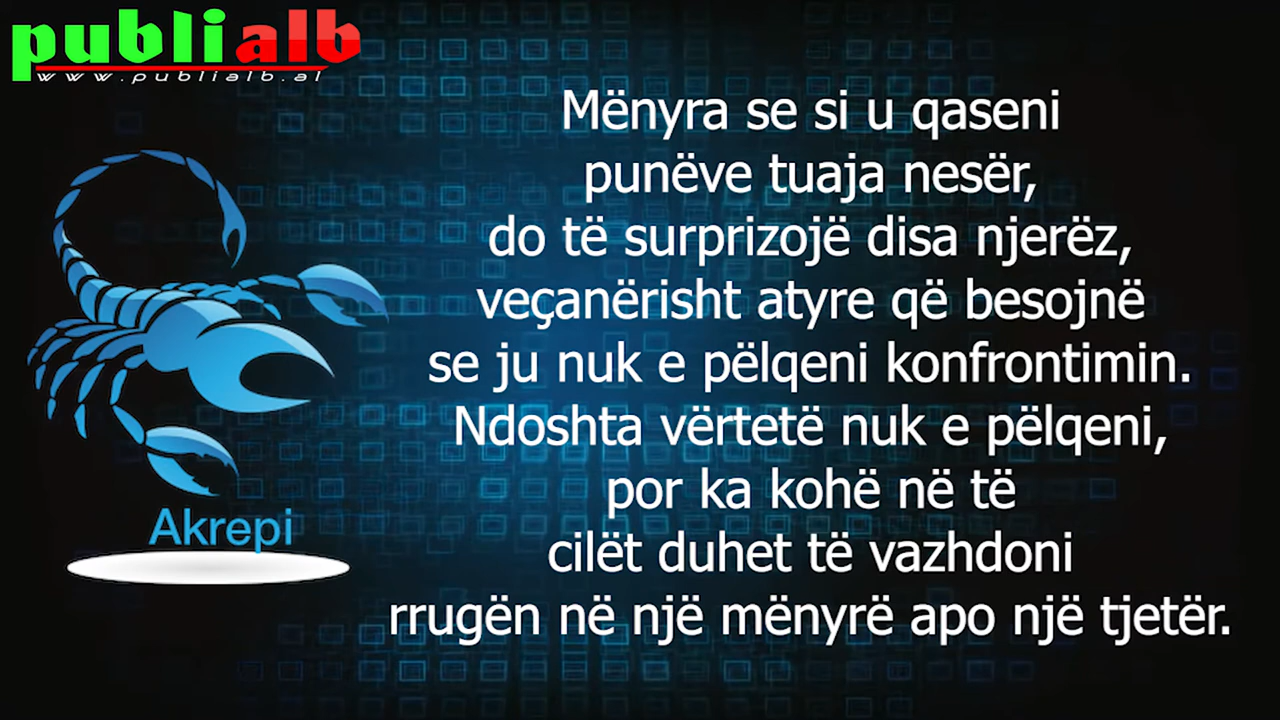 publialb
www.publialb.al
Mënyra se si u qaseni
punëve tuaja nesër,
do të surprizojë disa njerëz,
veçanërisht atyre që besojnë
se ju nuk e pëlqeni konfrontimin.
Ndoshta vërtetë nuk e pëlqeni,
por ka kohë në të
cilët duhet të vazhdoni
rrugën në një mënyrë apo një tjetër.
Akrepi